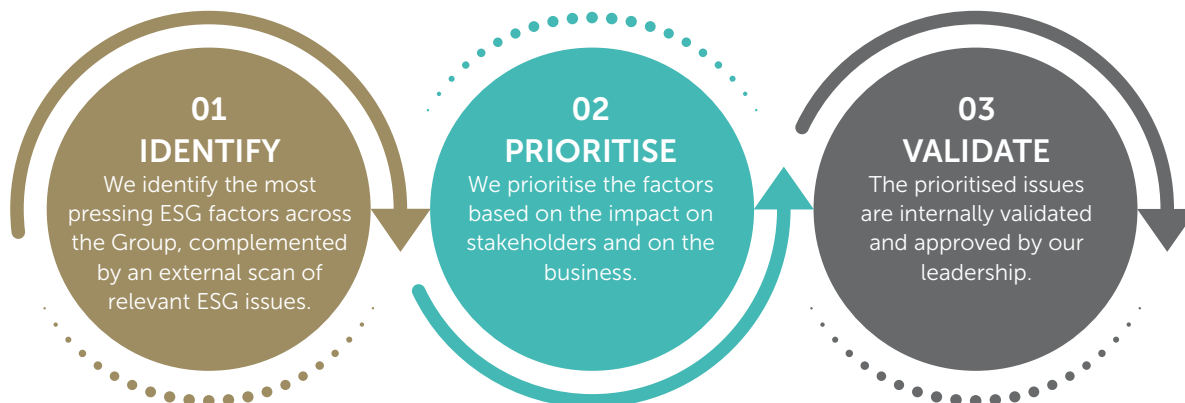 01
IDENTIFY
We identify the most
pressing ESG factors across
the Group, complemented
by an external scan of
relevant ESG issues.
02
PRIORITISE
We prioritise the factors
based on the impact on
stakeholders and on the
business.
03
VALIDATE
The prioritised issues
are internally validated
and approved by our
leadership.